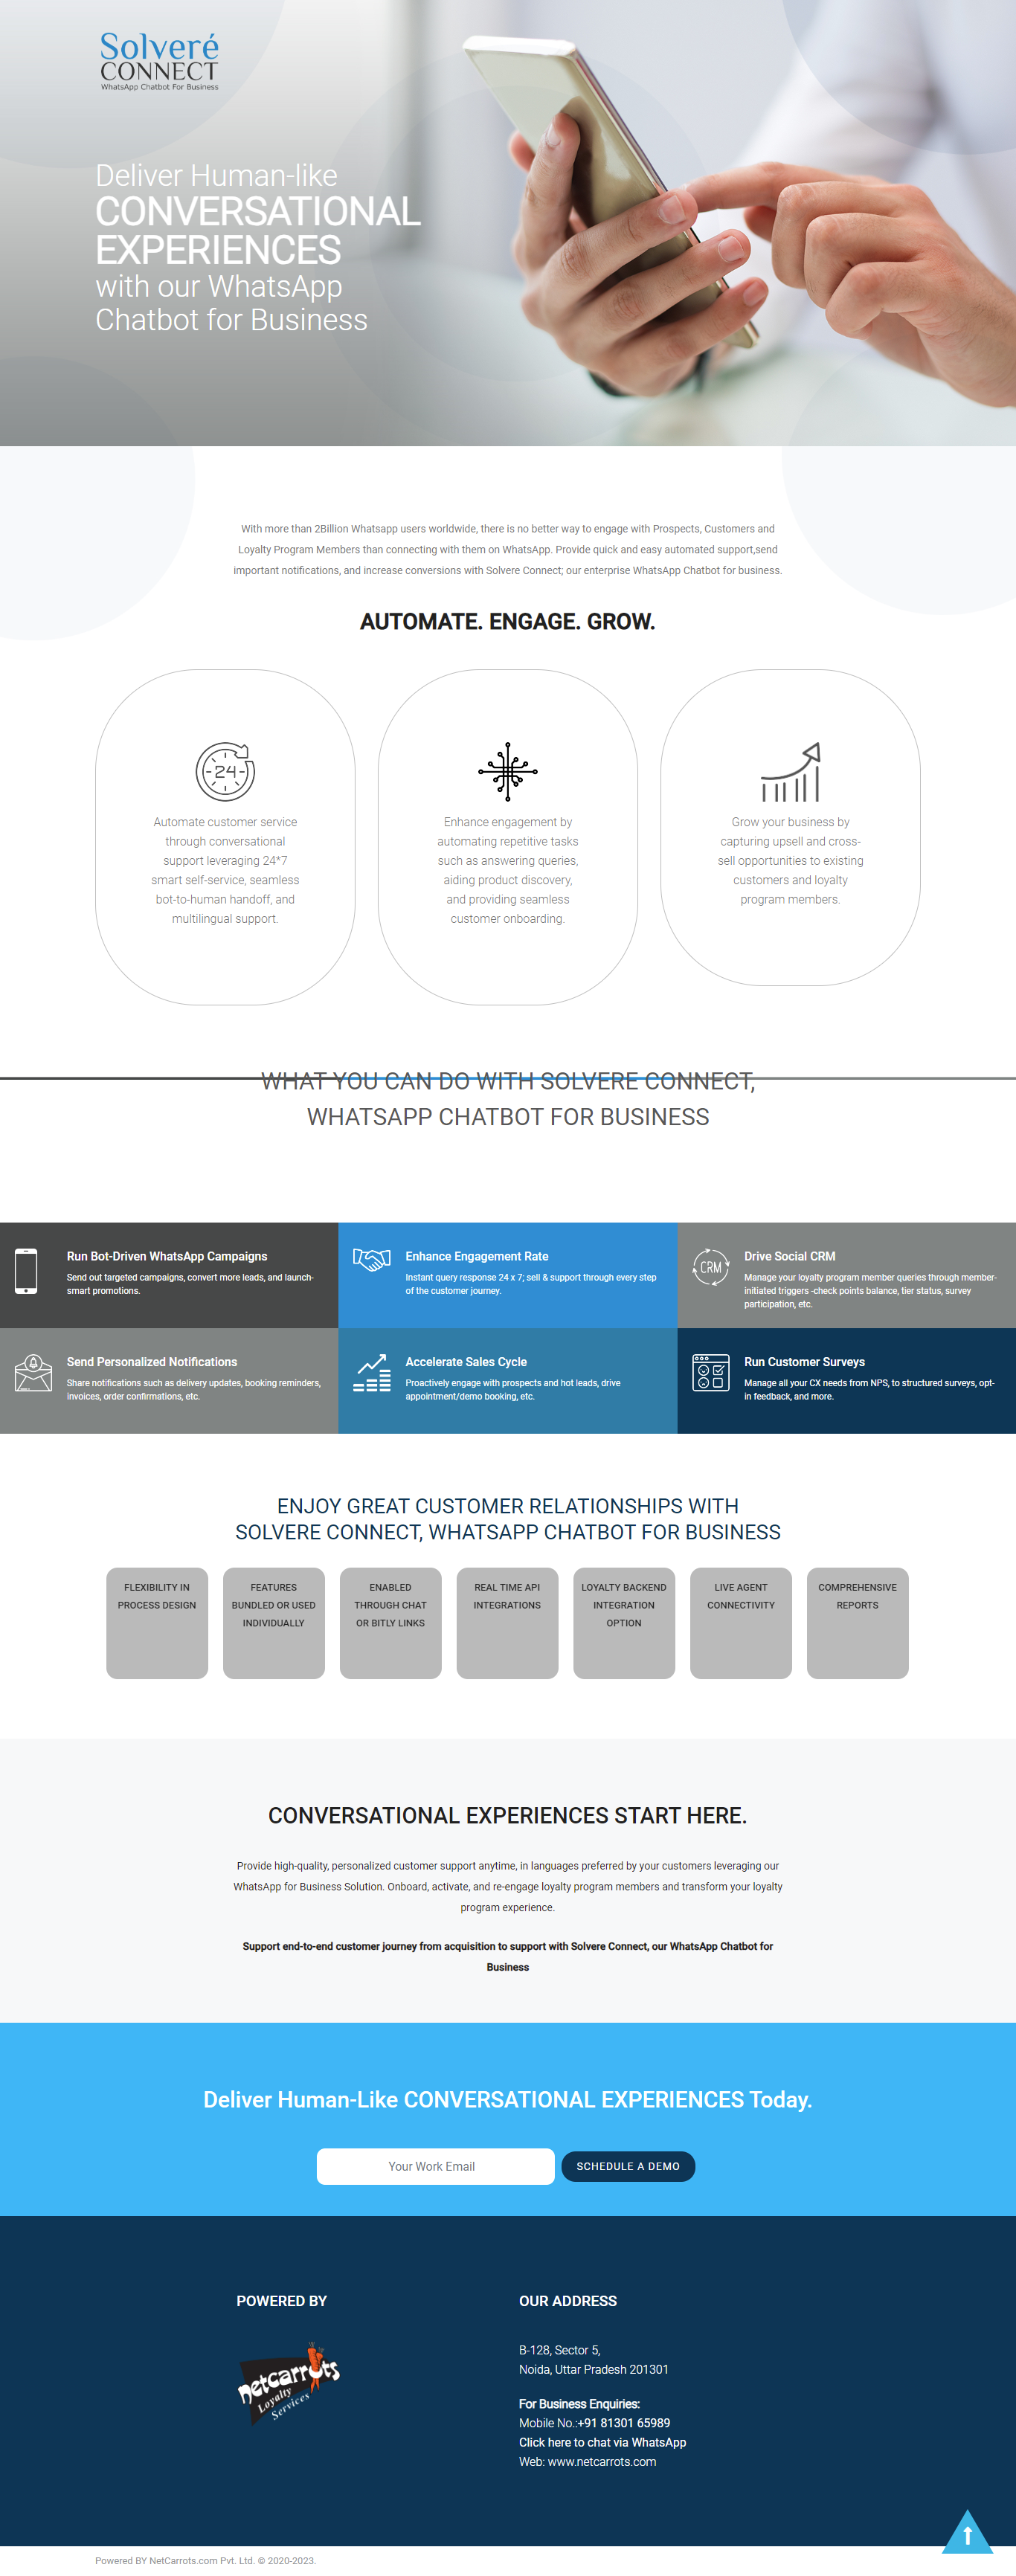 Solveré
CONNECT
WhatsApp Chatbot For Business
Deliver Human-like
CONVERSATIONAL
EXPERIENCES
with our WhatsApp
Chatbot for Business
With more than 2Billion Whatsapp users worldwide, there is no better way to engage with Prospects, Customers and
Loyalty Program Members than connecting with them on WhatsApp. Provide quick and easy automated support,send
important notifications, and increase conversions with Solvere Connect; our enterprise WhatsApp Chatbot for business.
AUTOMATE. ENGAGE. GROW.
24
Automate customer service
through conversational
support leveraging 24*7
smart self-service, seamless
bot-to-human handoff, and
multilingual support.
Enhance engagement by
automating repetitive tasks
such as answering queries,
aiding product discovery,
and providing seamless
customer onboarding.
Grow your business by
capturing upsell and cross-
sell opportunities to existing
customers and loyalty
program members.
WHAT YOU CAN DO WITH SOLVERE CONNECT,
WHATSAPP CHATBOT FOR BUSINESS
Run Bot-Driven WhatsApp Campaigns
Send out targeted campaigns, convert more leads, and launch-
smart promotions.
Enhance Engagement Rate
Instant query response 24 x 7; sell & support through every step
of the customer journey.
CRM
Drive Social CRM
Manage your loyalty program member queries through member-
initiated triggers -check points balance, tier status, survey
participation, etc.
Send Personalized Notifications
Share notifications such as delivery updates, booking reminders,
invoices, order confirmations, etc.
Accelerate Sales Cycle
Proactively engage with prospects and hot leads, drive
appointment/demo booking, etc.
Run Customer Surveys
Manage all your CX needs from NPS, to structured surveys, opt-
in feedback, and more.
ENJOY GREAT CUSTOMER RELATIONSHIPS WITH
SOLVERE CONNECT, WHATSAPP CHATBOT FOR BUSINESS
FLEXIBILITY IN
PROCESS DESIGN
FEATURES
BUNDLED OR USED
INDIVIDUALLY
ENABLED
THROUGH CHAT
OR BITLY LINKS
REAL TIME API
INTEGRATIONS
LOYALTY BACKEND
INTEGRATION
OPTION
LIVE AGENT
CONNECTIVITY
COMPREHENSIVE
REPORTS
CONVERSATIONAL EXPERIENCES START HERE.
Provide high-quality, personalized customer support anytime, in languages preferred by your customers leveraging our
WhatsApp for Business Solution. Onboard, activate, and re-engage loyalty program members and transform your loyalty
program experience.
Support end-to-end customer journey from acquisition to support with Solvere Connect, our WhatsApp Chatbot for
Business
Deliver Human-Like CONVERSATIONAL EXPERIENCES Today.
Your Work Email
SCHEDULE A DEMO
POWERED BY
netcarrots
Loyalty
Services
OUR ADDRESS
B-128, Sector 5,
Noida, Uttar Pradesh 201301
For Business Enquiries:
Mobile No.:+91 81301 65989
Click here to chat via WhatsApp
Web: www.netcarrots.com
Powered BY NetCarrots.com Pvt. Ltd. © 2020-2023.